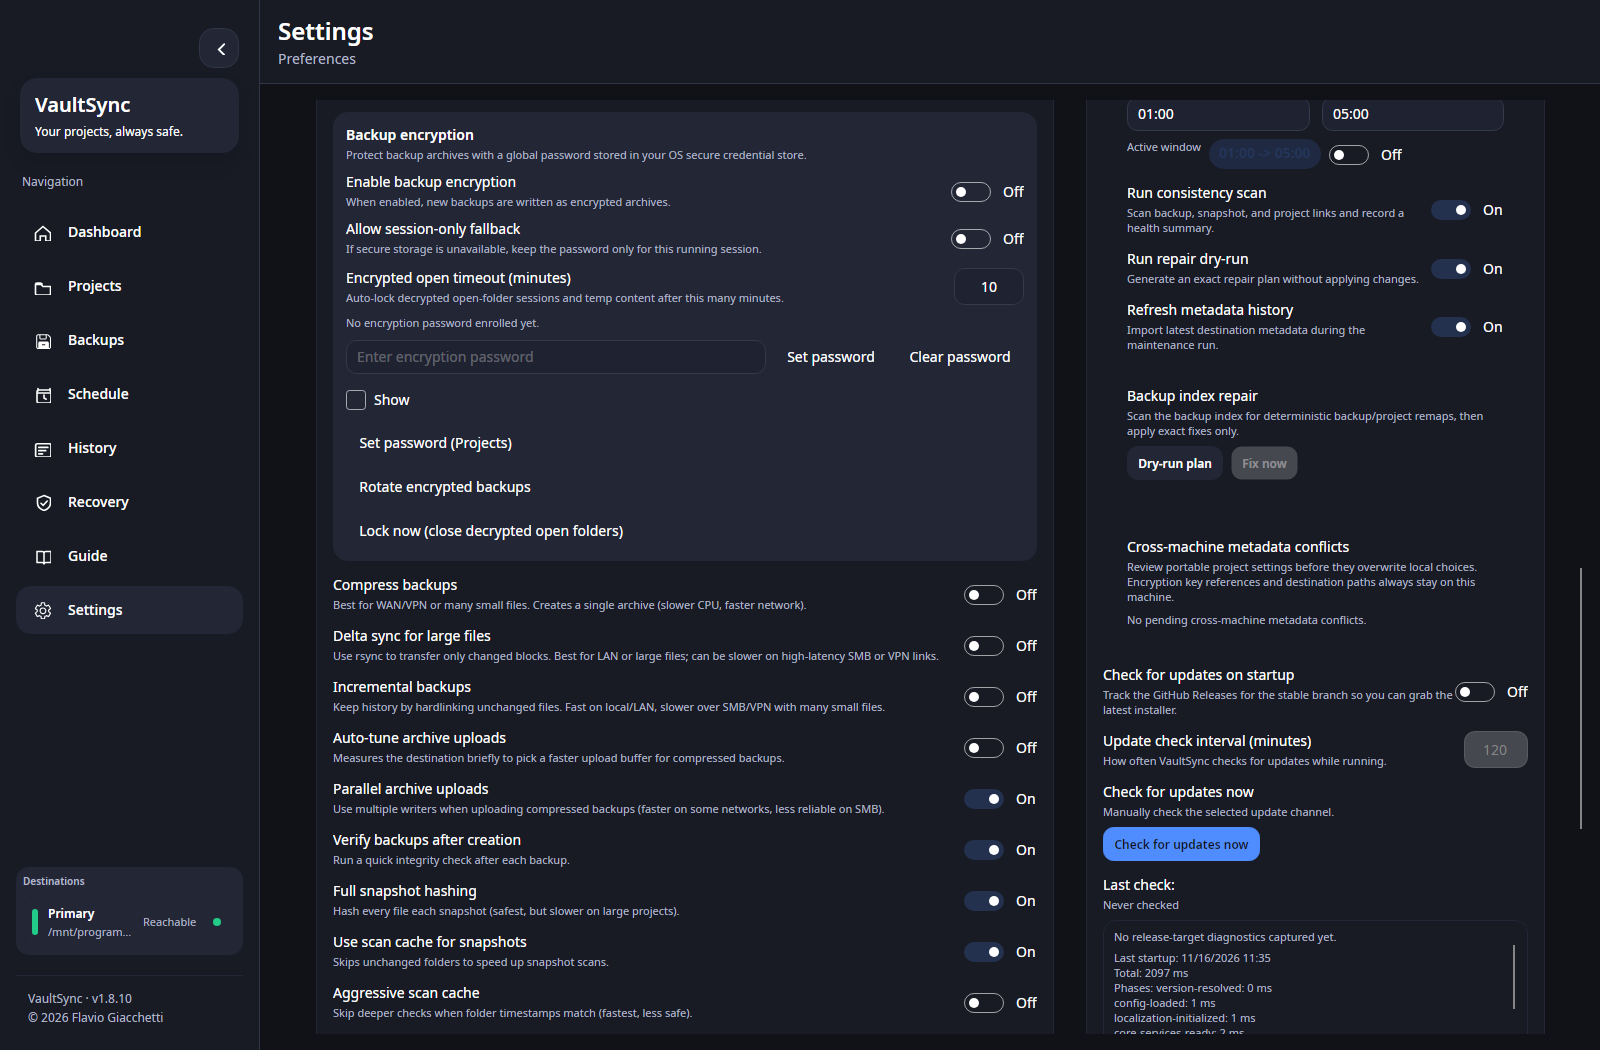 VaultSync
Your projects, always safe.
Navigation
Dashboard
Projects
Backups
Schedule
History
Recovery
Guide
Settings
Destinations
Primary
/mnt/program...
Reachable
VaultSync · v1.8.10
© 2026 Flavio Giacchetti
Settings
Preferences
Backup encryption
Protect backup archives with a global password stored in your OS secure credential store.
Enable backup encryption
When enabled, new backups are written as encrypted archives.
Off
Allow session-only fallback
If secure storage is unavailable, keep the password only for this running session.
Off
Encrypted open timeout (minutes)
Auto-lock decrypted open-folder sessions and temp content after this many minutes.
10
No encryption password enrolled yet.
Enter encryption password
Set password
Clear password
Show
Set password (Projects)
Rotate encrypted backups
Lock now (close decrypted open folders)
Compress backups
Best for WAN/VPN or many small files. Creates a single archive (slower CPU, faster network).
Off
Delta sync for large files
Use rsync to transfer only changed blocks. Best for LAN or large files; can be slower on high-latency SMB or VPN links.
Off
Incremental backups
Keep history by hardlinking unchanged files. Fast on local/LAN, slower over SMB/VPN with many small files.
Off
Auto-tune archive uploads
Measures the destination briefly to pick a faster upload buffer for compressed backups.
Off
Parallel archive uploads
Use multiple writers when uploading compressed backups (faster on some networks, less reliable on SMB).
On
Verify backups after creation
Run a quick integrity check after each backup.
On
Full snapshot hashing
Hash every file each snapshot (safest, but slower on large projects).
On
Use scan cache for snapshots
Skips unchanged folders to speed up snapshot scans.
On
Aggressive scan cache
Skip deeper checks when folder timestamps match (fastest, less safe).
Off
01:00
05:00
Active window
01:00 -> 05:00
Off
Run consistency scan
Scan backup, snapshot, and project links and record a
health summary.
On
Run repair dry-run
Generate an exact repair plan without applying changes.
On
Refresh metadata history
Import latest destination metadata during the
maintenance run.
On
Backup index repair
Scan the backup index for deterministic backup/project remaps, then
apply exact fixes only.
Dry-run plan
Fix now
Cross-machine metadata conflicts
Review portable project settings before they overwrite local choices.
Encryption key references and destination paths always stay on this
machine.
No pending cross-machine metadata conflicts.
Check for updates on startup
Track the GitHub Releases for the stable branch so you can grab the
latest installer.
Off
Update check interval (minutes)
How often VaultSync checks for updates while running.
120
Check for updates now
Manually check the selected update channel.
Check for updates now
Last check:
Never checked
No release-target diagnostics captured yet.
Last startup: 11/16/2026 11:35
Total: 2097 ms
Phases: version-resolved: 0 ms
config-loaded: 1 ms
localization-initialized: 1 ms
core-services-ready: 2 ms